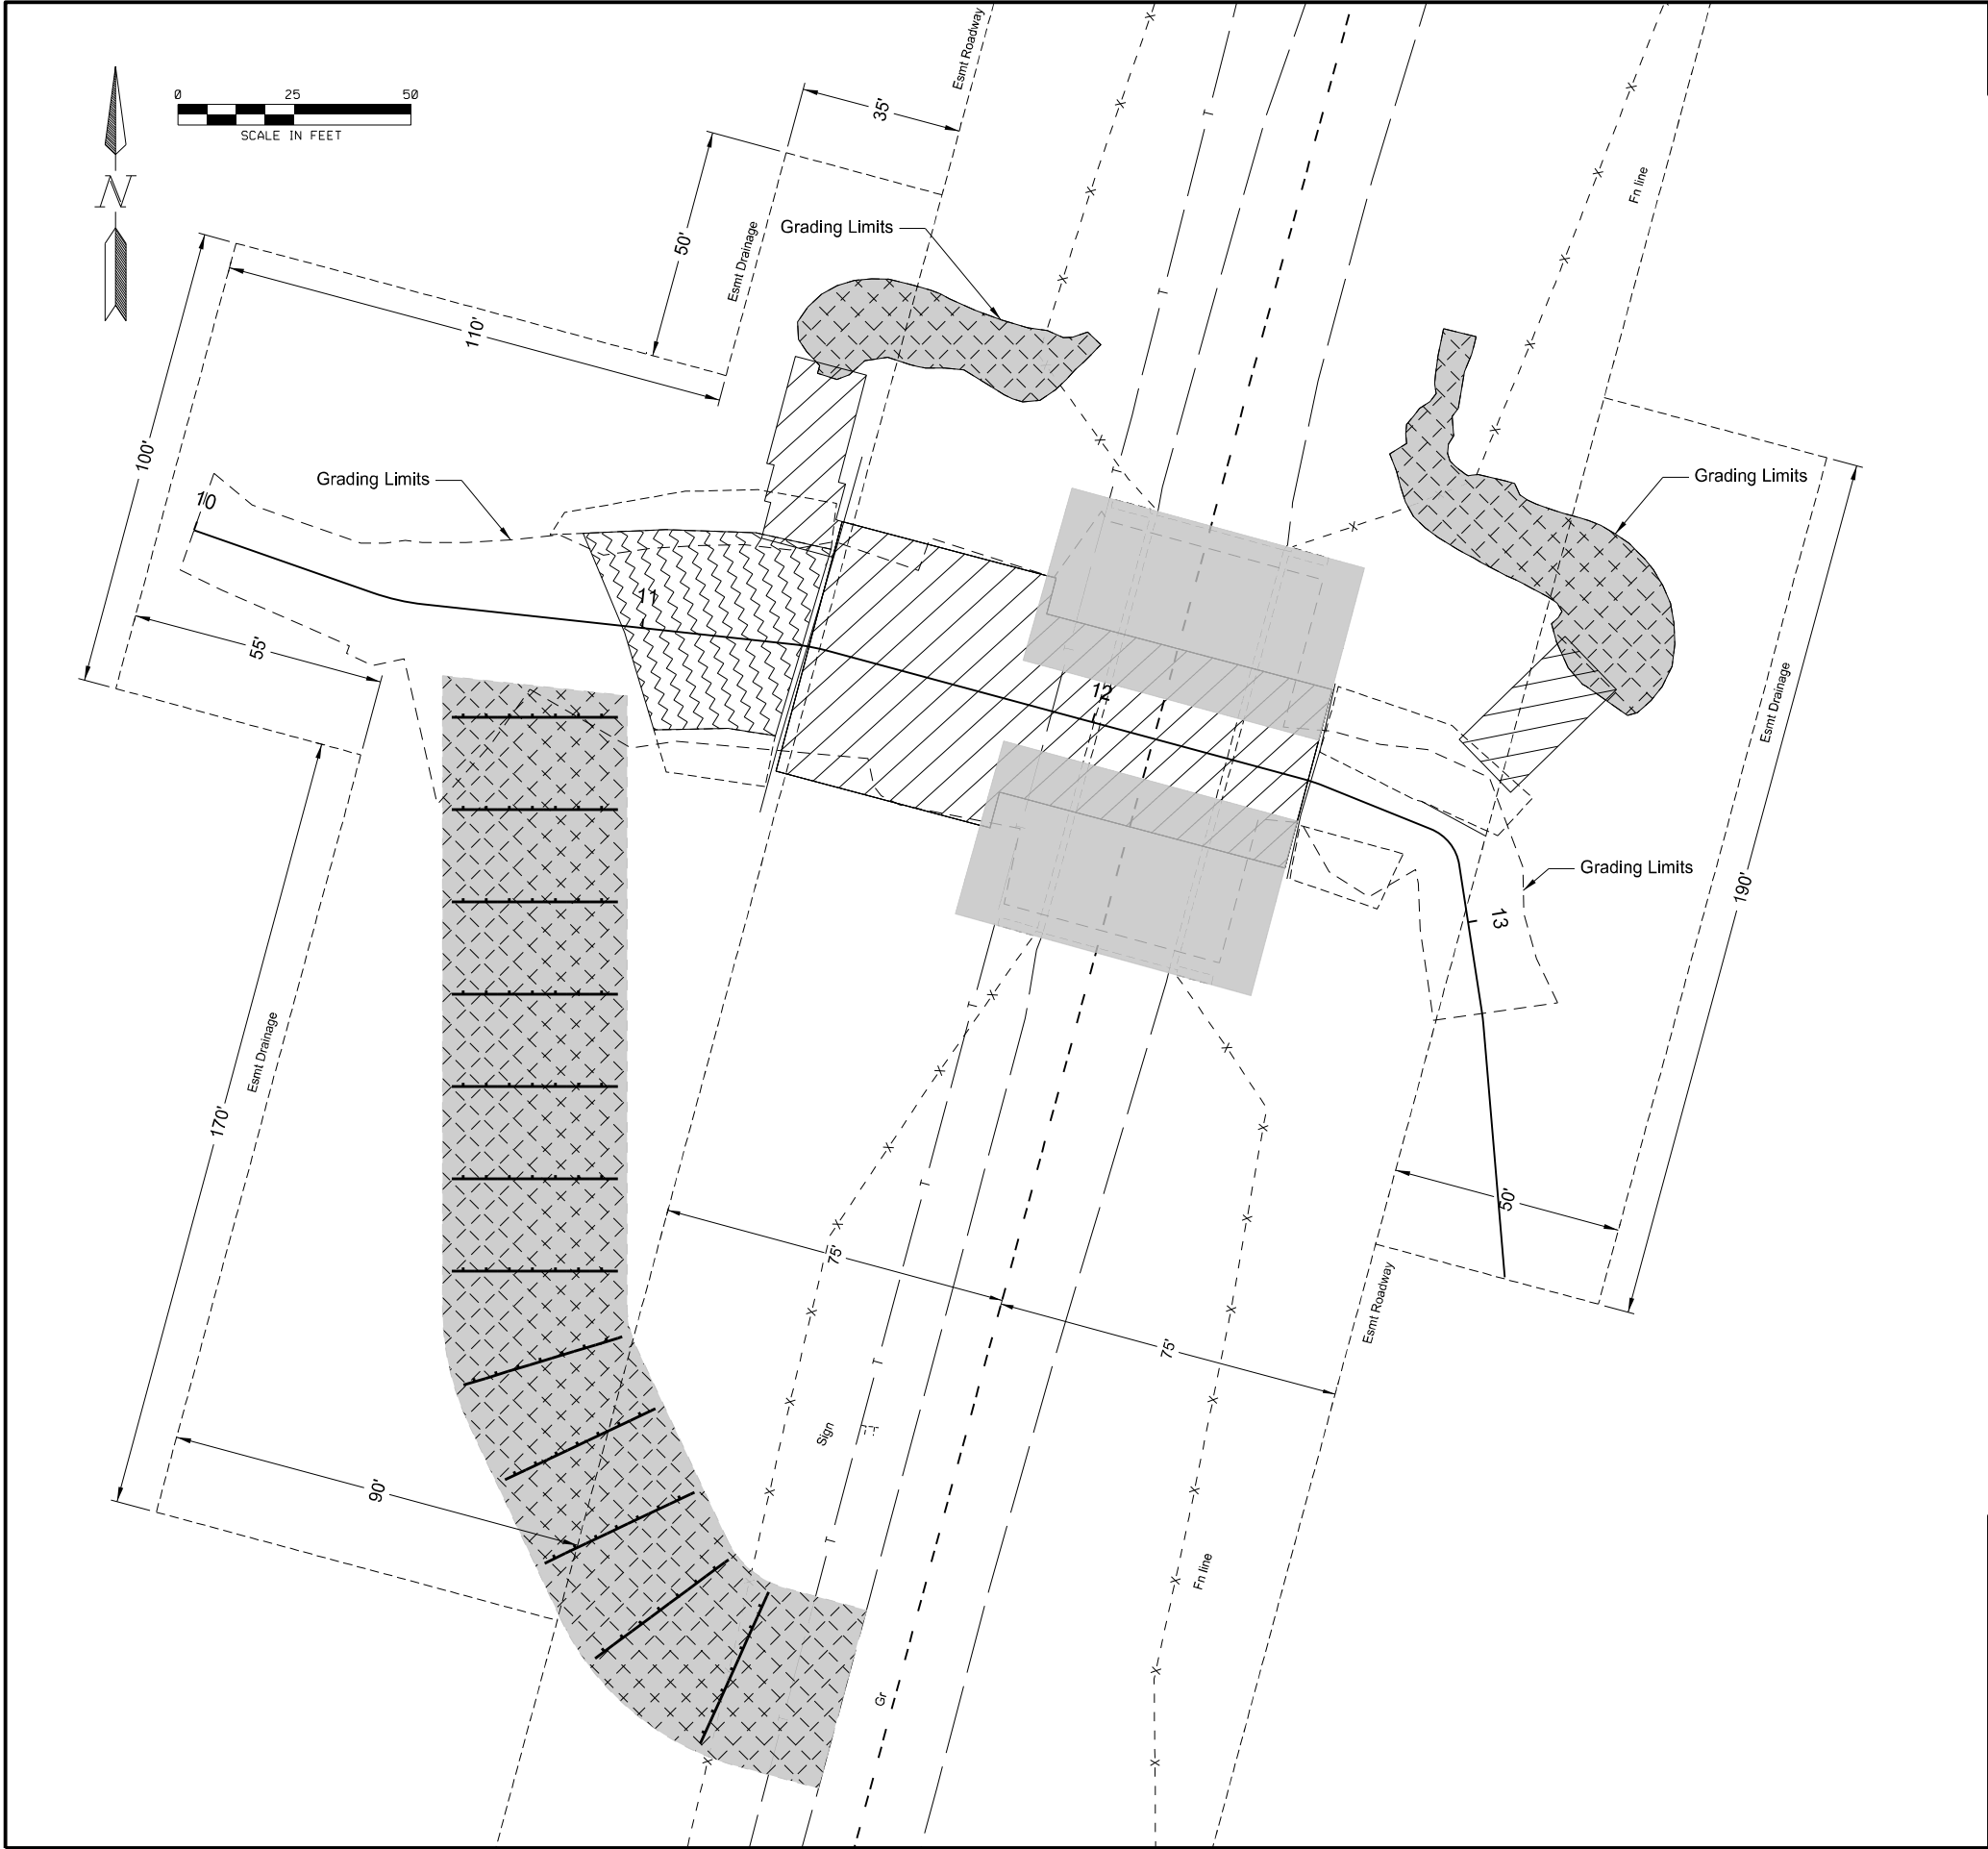 Esmt Roadway
0 25 50
SCALE IN FEET
35'
N
Fn line
Grading Limits
50'
Esmt Drainage
110'
100'
Grading Limits
Grading Limits
10
11
55'
12
Esmt Drainage
Grading Limits
190'
13
Esmt Drainage
170'
50'
75'
Esmt Roadway
75'
Sign
90'
Fn line
Gr